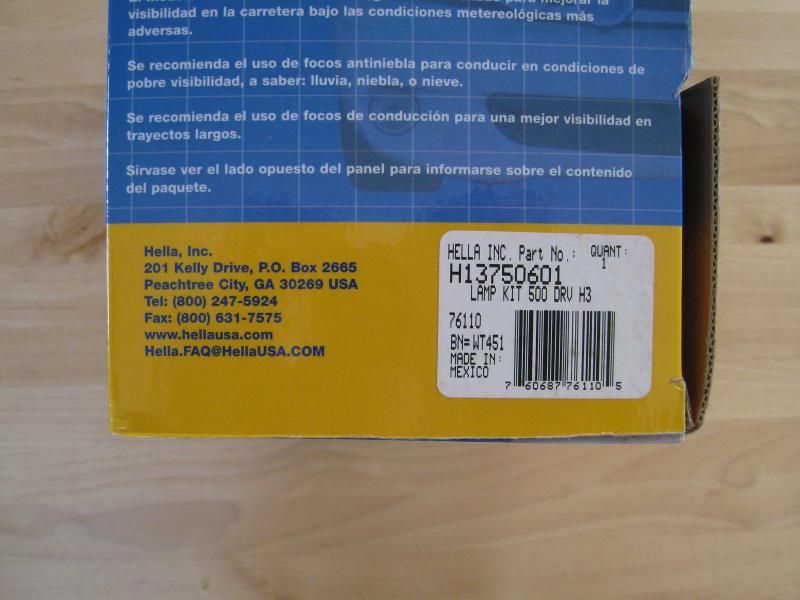 para mejorar la
visibilidad en la carretera bajo las condiciones metereológicas más
adversas.
Se recomienda el uso de focos antiniebla para conducir en condiciones de
pobre visibilidad, a saber: lluvia, niebla, o nieve.
Se recomienda el uso de focos de conducción para una mejor visibilidad en
trayectos largos.
Sírvase ver el lado opuesto del panel para informarse sobre el contenido
del paquete.
Hella, Inc.
201 Kelly Drive, P.O. Box 2665
Peachtree City, GA 30269 USA
Tel: (800) 247-5924
Fax: (800) 631-7575
www.hellausa.com
Hella.FAQ@HellaUSA.COM
HELLA INC. Part No.: QUANT:
1
H13750601
LAMP KIT 500 DRV H3
76110
BN=WT451
MADE IN:
MEXICO
7 60687 76110 5